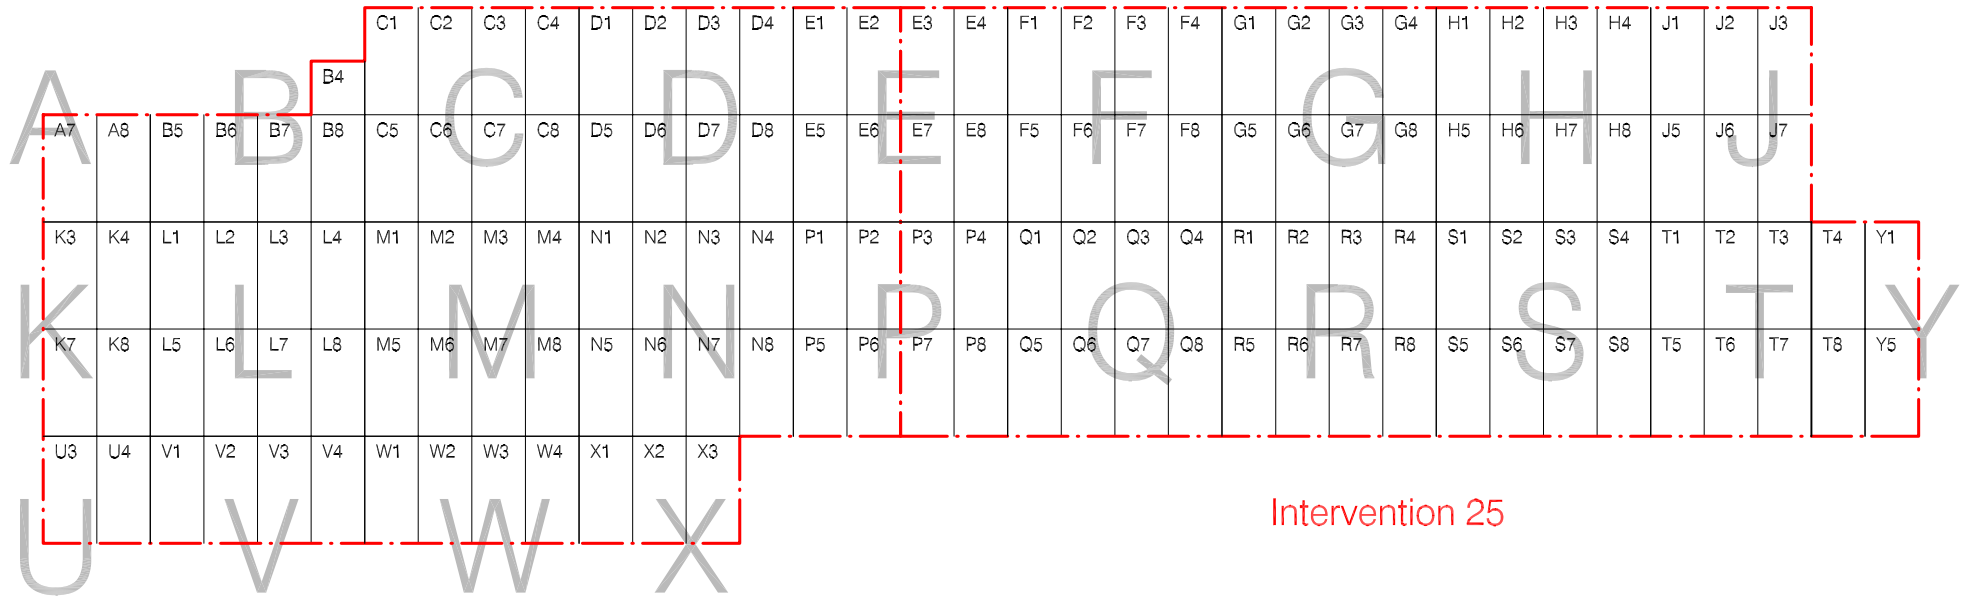 C1 C2 C3 C4 D1 D2 D3 D4 E1 E2 E3 E4 F1 F2 F3 F4 G1 G2 G3 G4 H1 H2 H3 H4 J1 J2 J3
B4
A B C D E F G H J
A7 A8 B5 B6 B7 B8 C5 C6 C7 C8 D5 D6 D7 D8 E5 E6 E7 E8 F5 F6 F7 F8 G5 G6 G7 G8 H5 H6 H7 H8 J5 J6 J7
K3 K4 L1 L2 L3 L4 M1 M2 M3 M4 N1 N2 N3 N4 P1 P2 P3 P4 Q1 Q2 Q3 Q4 R1 R2 R3 R4 S1 S2 S3 S4 T1 T2 T3 T4 Y1
K L M N P Q R S T Y
K7 K8 L5 L6 L7 L8 M5 M6 M7 M8 N5 N6 N7 N8 P5 P6 P7 P8 Q5 Q6 Q7 Q8 R5 R6 R7 R8 S5 S6 S7 S8 T5 T6 T7 T8 Y5
U3 U4 V1 V2 V3 V4 W1 W2 W3 W4 X1 X2 X3
U V W X
Intervention 25